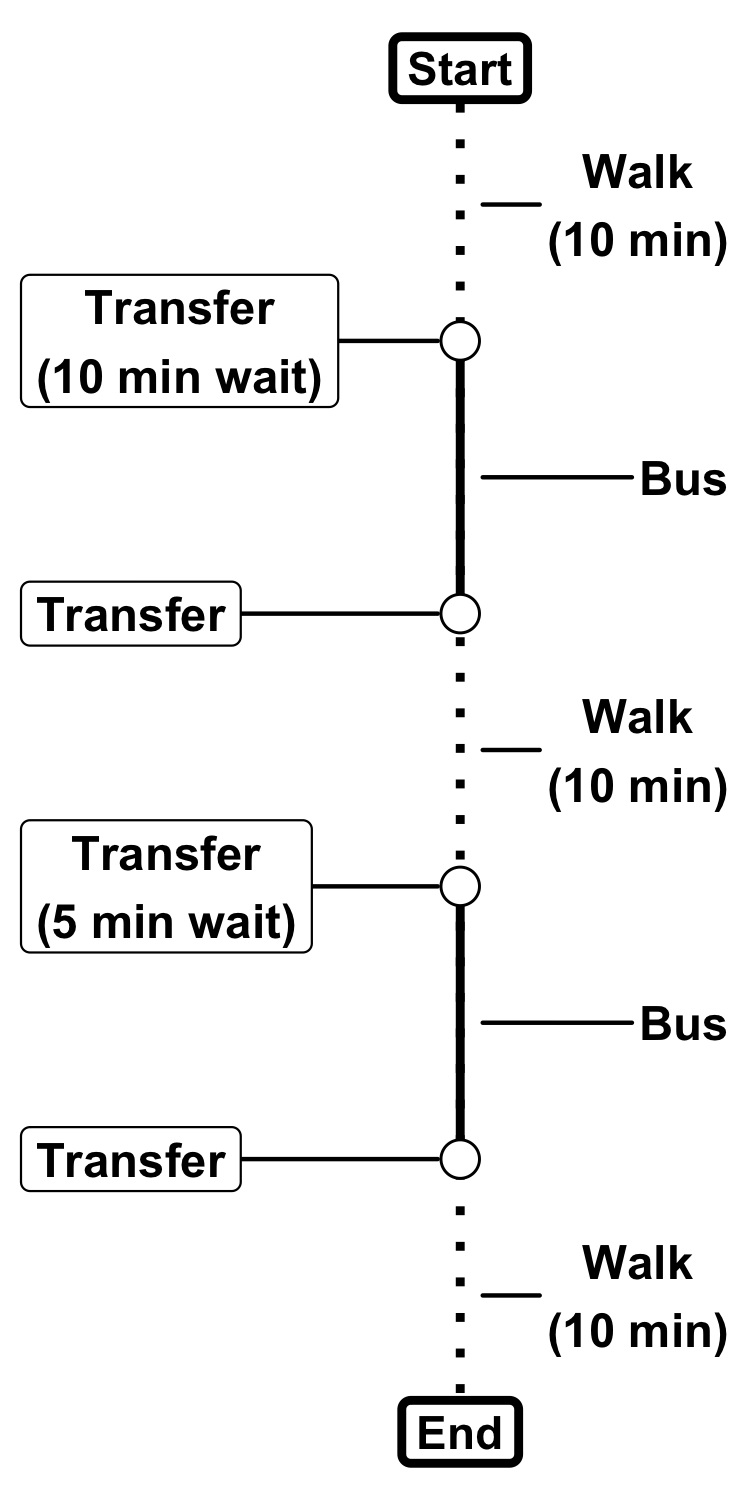 Start
Walk
(10 min)
Transfer
(10 min wait)
Bus
Transfer
Walk
(10 min)
Transfer
(5 min wait)
Bus
Transfer
Walk
(10 min)
End